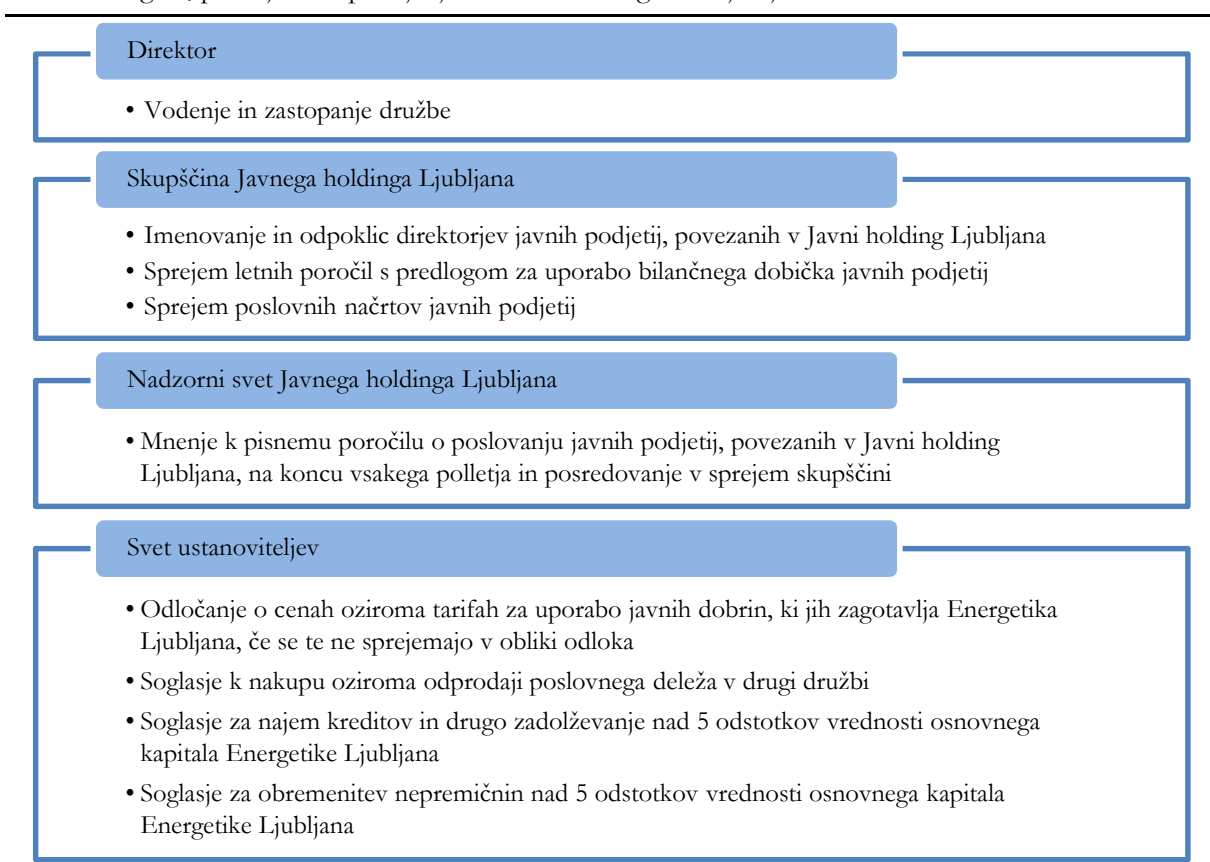 Direktor
• Vodenje in zastopanje družbe
Skupščina Javnega holdinga Ljubljana
• Imenovanje in odpoklic direktorjev javnih podjetij, povezanih v Javni holding Ljubljana
• Sprejem letnih poročil s predlogom za uporabo bilančnega dobička javnih podjetij
• Sprejem poslovnih načrtov javnih podjetij
Nadzorni svet Javnega holdinga Ljubljana
• Mnenje k pisnemu poročilu o poslovanju javnih podjetij, povezanih v Javni holding
Ljubljana, na koncu vsakega polletja in posredovanje v sprejem skupščini
Svet ustanoviteljev
• Odločanje o cenah oziroma tarifah za uporabo javnih dobrin, ki jih zagotavlja Energetika
Ljubljana, če se te ne sprejemajo v obliki odloka
• Soglasje k nakupu oziroma odprodaji poslovnega deleža v drugi družbi
• Soglasje za najem kreditov in drugo zadolževanje nad 5 odstotkov vrednosti osnovnega
kapitala Energetike Ljubljana
• Soglasje za obremenitev nepremičnin nad 5 odstotkov vrednosti osnovnega kapitala
Energetike Ljubljana